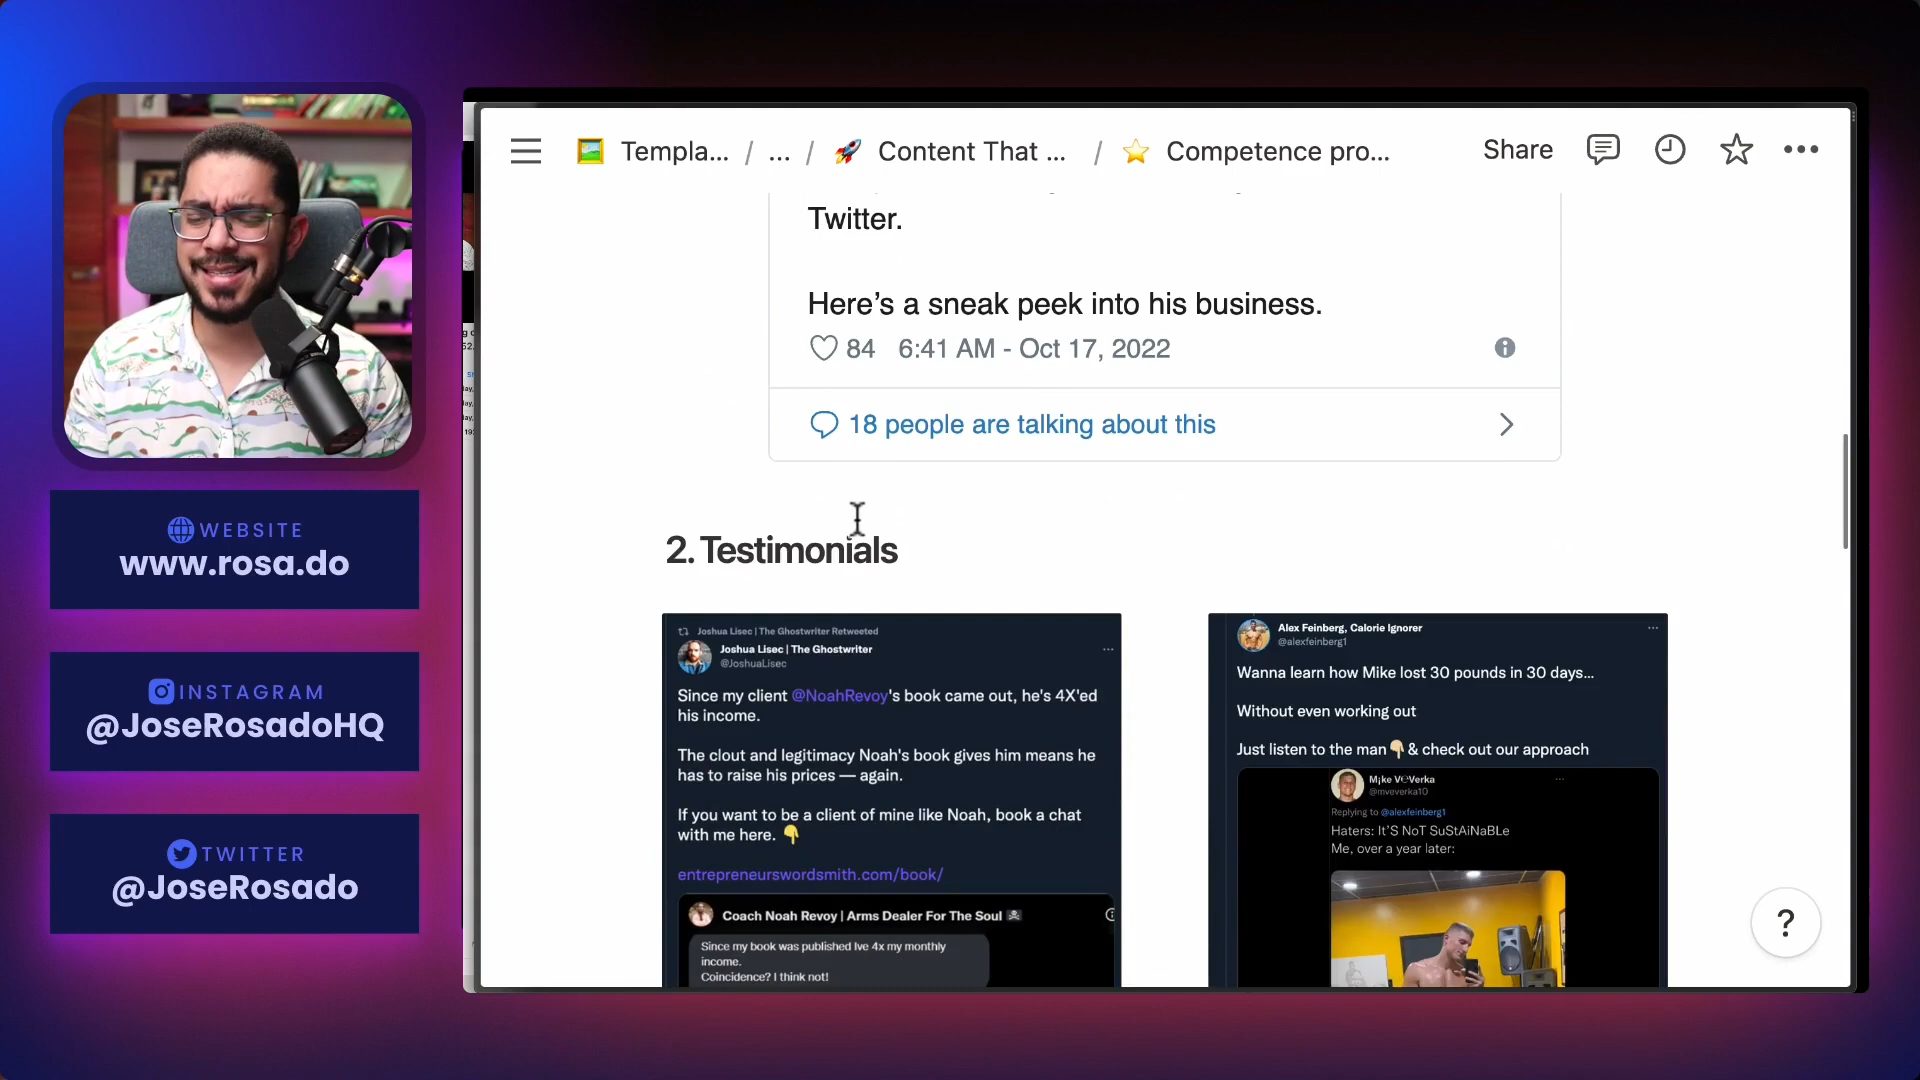 Templa... / ... / Content That ... / Competence pro...
Share
Twitter.
Here's a sneak peek into his business.
84 6:41 AM - Oct 17, 2022
18 people are talking about this
2. Testimonials
Joshua Lisec | The Ghostwriter Retweeted
Joshua Lisec | The Ghostwriter
@JoshuaLisec
Since my client @NoahRevoy's book came out, he's 4X'ed
his income.
The clout and legitimacy Noah's book gives him means he
has to raise his prices — again.
If you want to be a client of mine like Noah, book a chat
with me here. 👇
entrepreneurswordsmith.com/book/
Coach Noah Revoy | Arms Dealer For The Soul
Since my book was published Ive 4x my monthly
income.
Coincidence? I think not!
Alex Feinberg, Calorie Ignorer
@alexfeinberg1
Wanna learn how Mike lost 30 pounds in 30 days...
Without even working out
Just listen to the man👇& check out our approach
M¡ke V℮Verka
@mveverka10
Replying to @alexfeinberg1
Haters: It'S NoT SuStAiNaBLe
Me, over a year later:
?
WEBSITE
www.rosa.do
INSTAGRAM
@JoseRosadoHQ
TWITTER
@JoseRosado